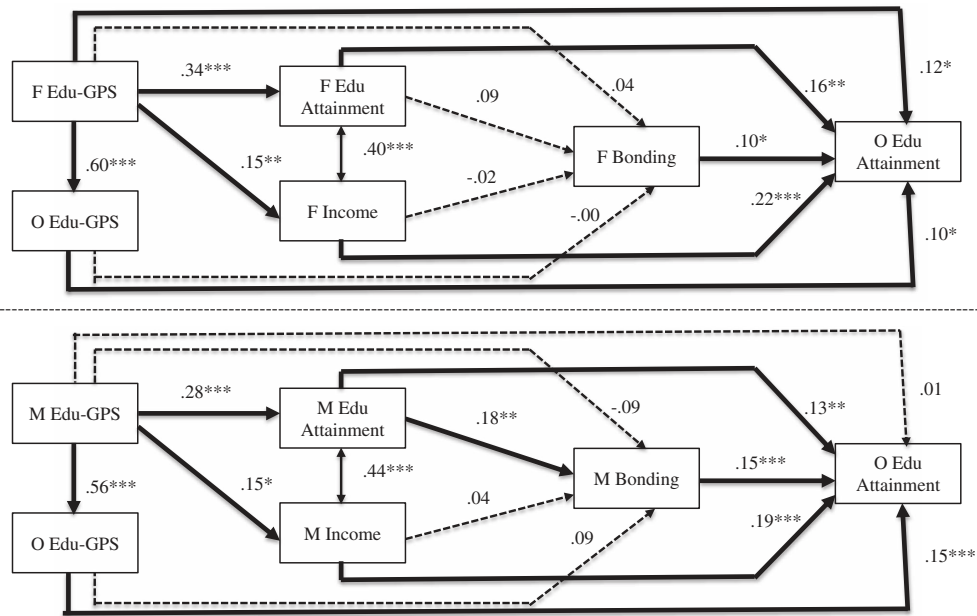 .34***
F Edu
Attainment
F Edu-GPS
.12*
.16**
.09
.04
O Edu
Attainment
F Bonding
.10*
.60***
.15**
.40***
O Edu-GPS
F Income
-.02
.22***
-.00
.10*
.28***
M Edu
Attainment
M Edu-GPS
.01
-.09
.13**
.18**
O Edu
Attainment
M Bonding
.15***
.56***
.15*
.44***
O Edu-GPS
M Income
.04
.19***
.09
.15***